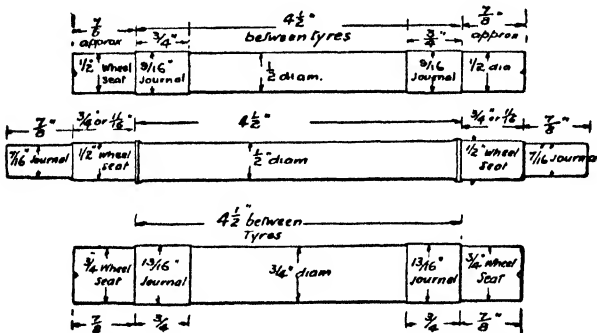 7/8" approx 3/4" 4 1/2" between tyres 3/4" 7/8" approx
1/2" Wheel seat 9/16" Journal 1/2 diam. 9/16 Journal 1/2 dia
7/8" 3/4" or 11/16" 4 1/2" 3/4" or 7/8"
7/16" Journal 1/2" Wheel Seat 1/2" diam 1/2" Wheel Seat 7/16" Journal
4 1/2" between Tyres
3/4" Wheel Seat 13/16" Journal 3/4" diam 13/16" Journal 3/4" Wheel Seat
7/8 3/4 3/4 7/8"